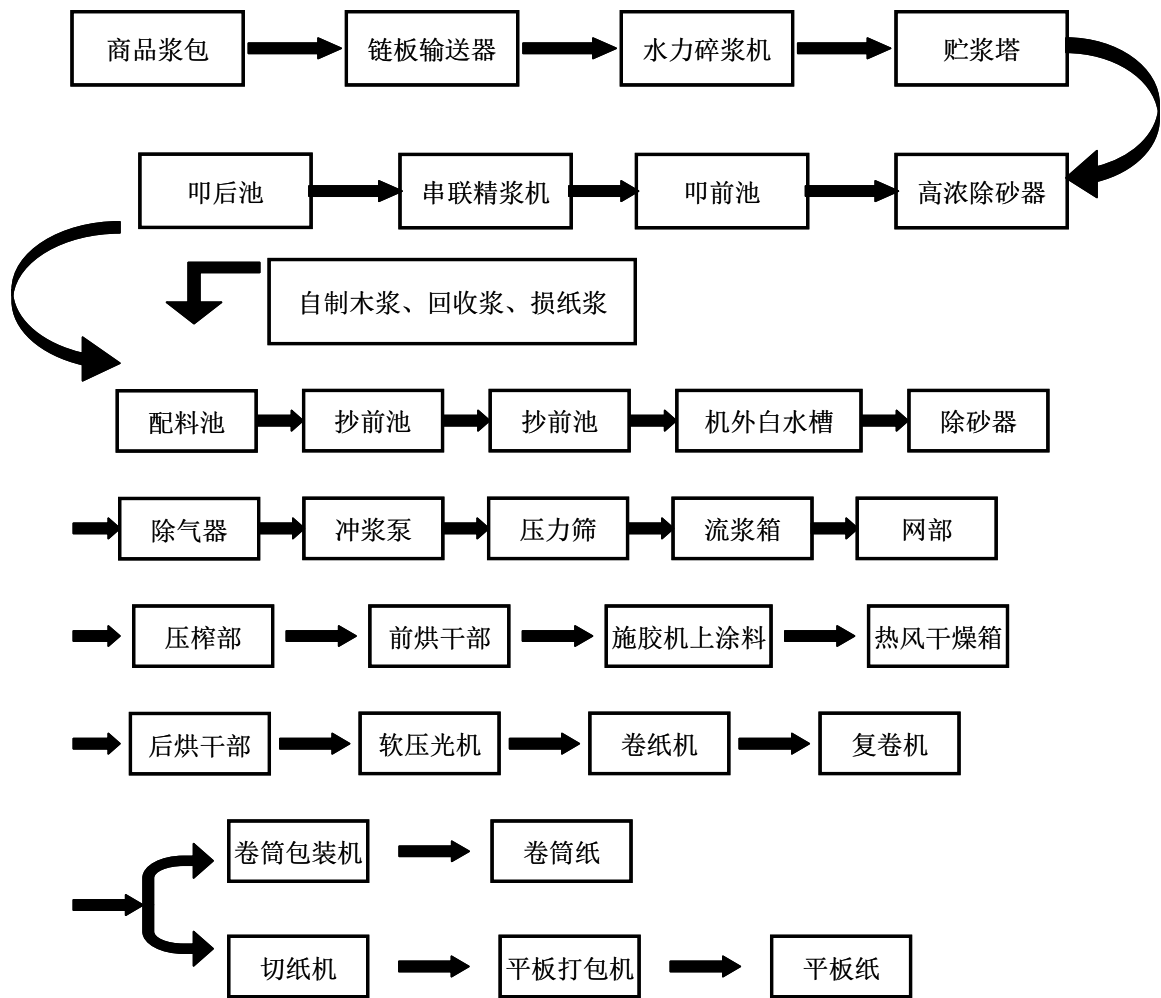 商品浆包 链板输送器 水力碎浆机 贮浆塔
叩后池 串联精浆机 叩前池 高浓除砂器
自制木浆、回收浆、损纸浆
配料池 抄前池 抄前池 机外白水槽 除砂器
除气器 冲浆泵 压力筛 流浆箱 网部
压榨部 前烘干部 施胶机上涂料 热风干燥箱
后烘干部 软压光机 卷纸机 复卷机
卷筒包装机 卷筒纸
切纸机 平板打包机 平板纸